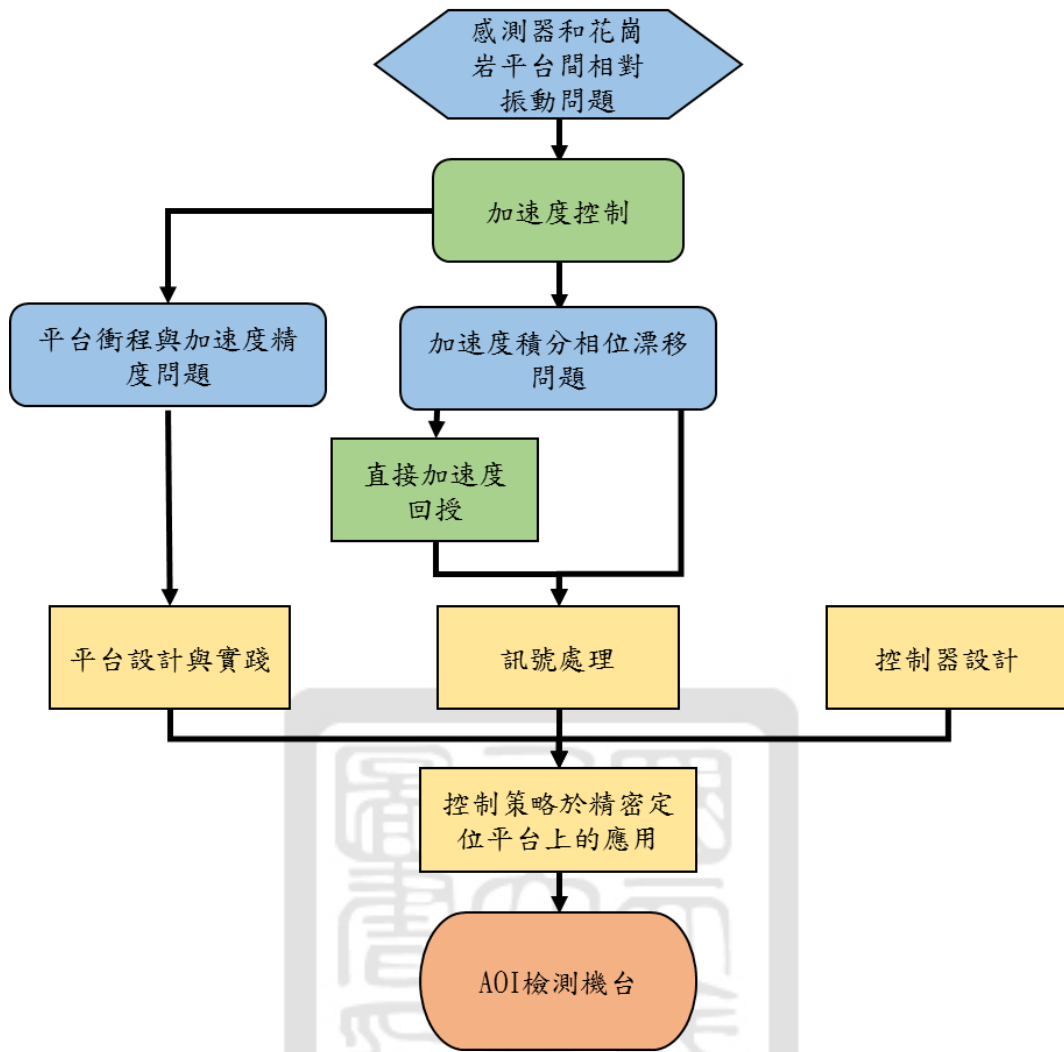 感測器和花崗
岩平台間相對
振動問題
加速度控制
平台衝程與加速度精
度問題
加速度積分相位漂移
問題
直接加速度
回授
平台設計與實踐
訊號處理
控制器設計
控制策略於精密定
位平台上的應用
AOI檢測機台